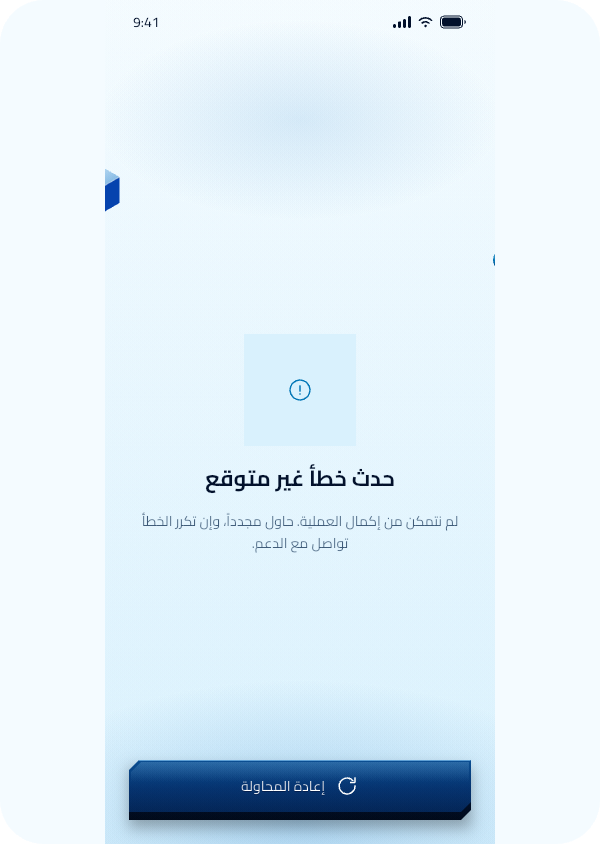 9:41
حدث خطأ غير متوقع
لم نتمكن من إكمال العملية. حاول مجدداً، وإن تكرر الخطأ
تواصل مع الدعم.
إعادة المحاولة